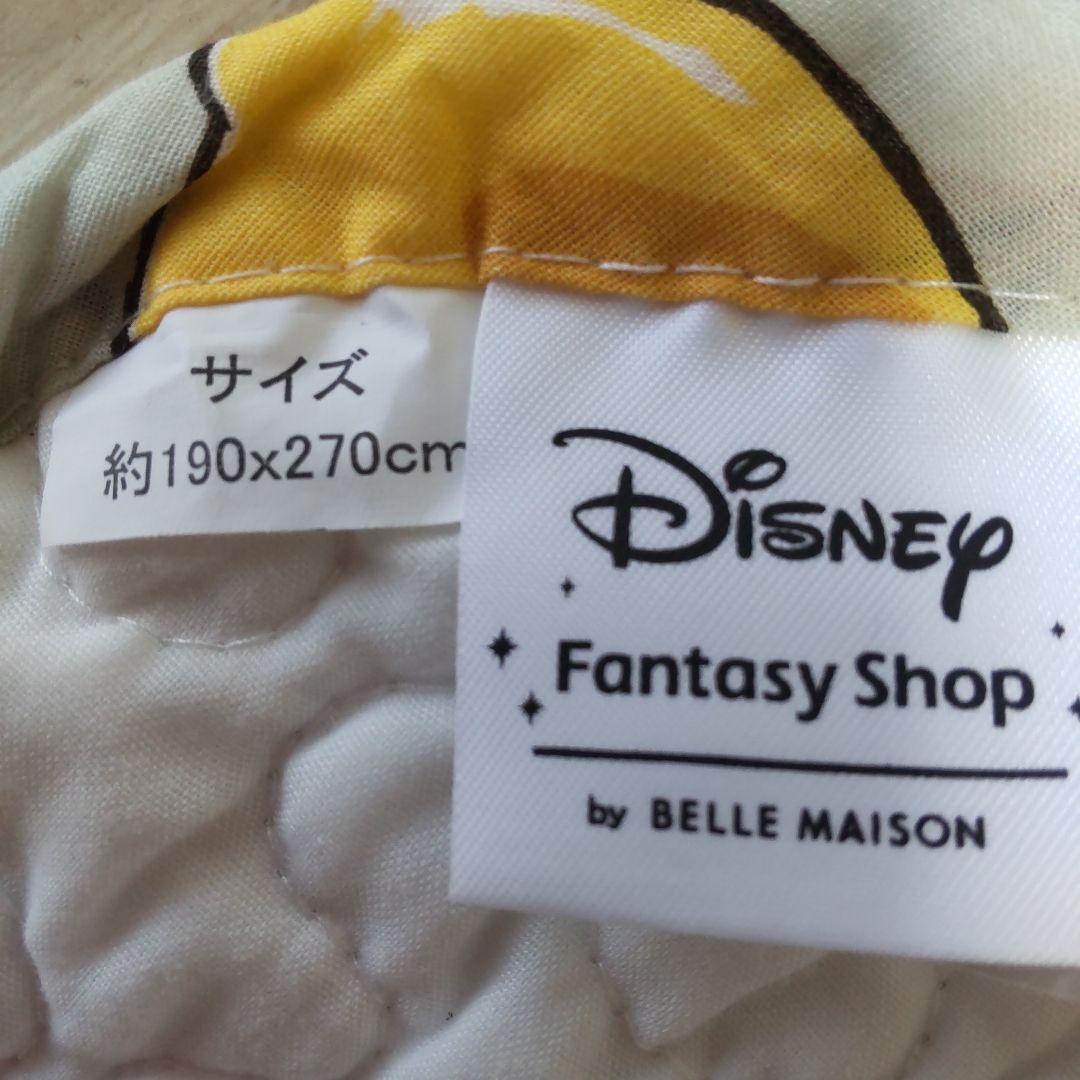 サイズ
約190x270cm
Disney
Fantasy Shop
by BELLE MAISON